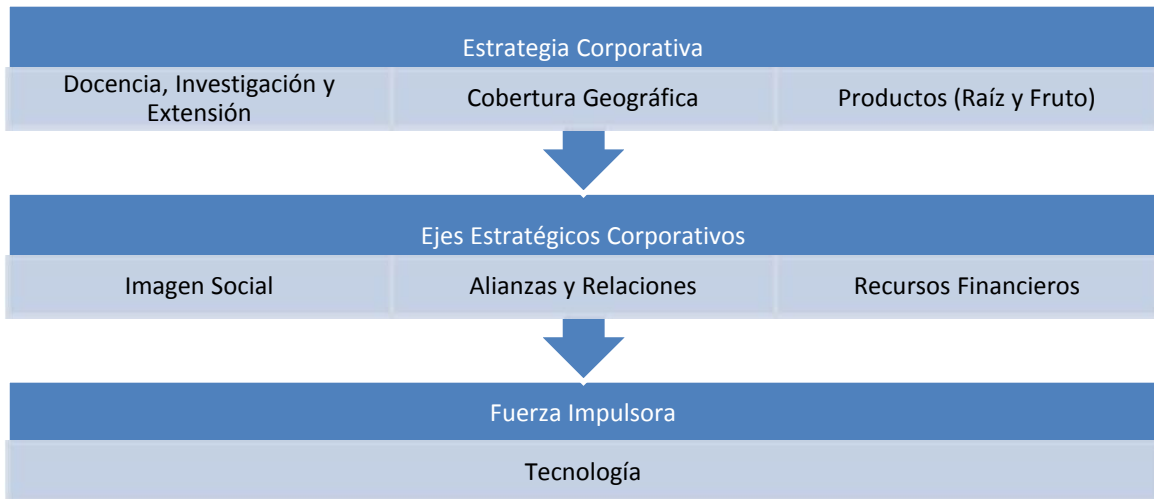 Estrategia Corporativa
Docencia, Investigación y
Extensión
Cobertura Geográfica
Productos (Raíz y Fruto)
Ejes Estratégicos Corporativos
Imagen Social
Alianzas y Relaciones
Recursos Financieros
Fuerza Impulsora
Tecnología